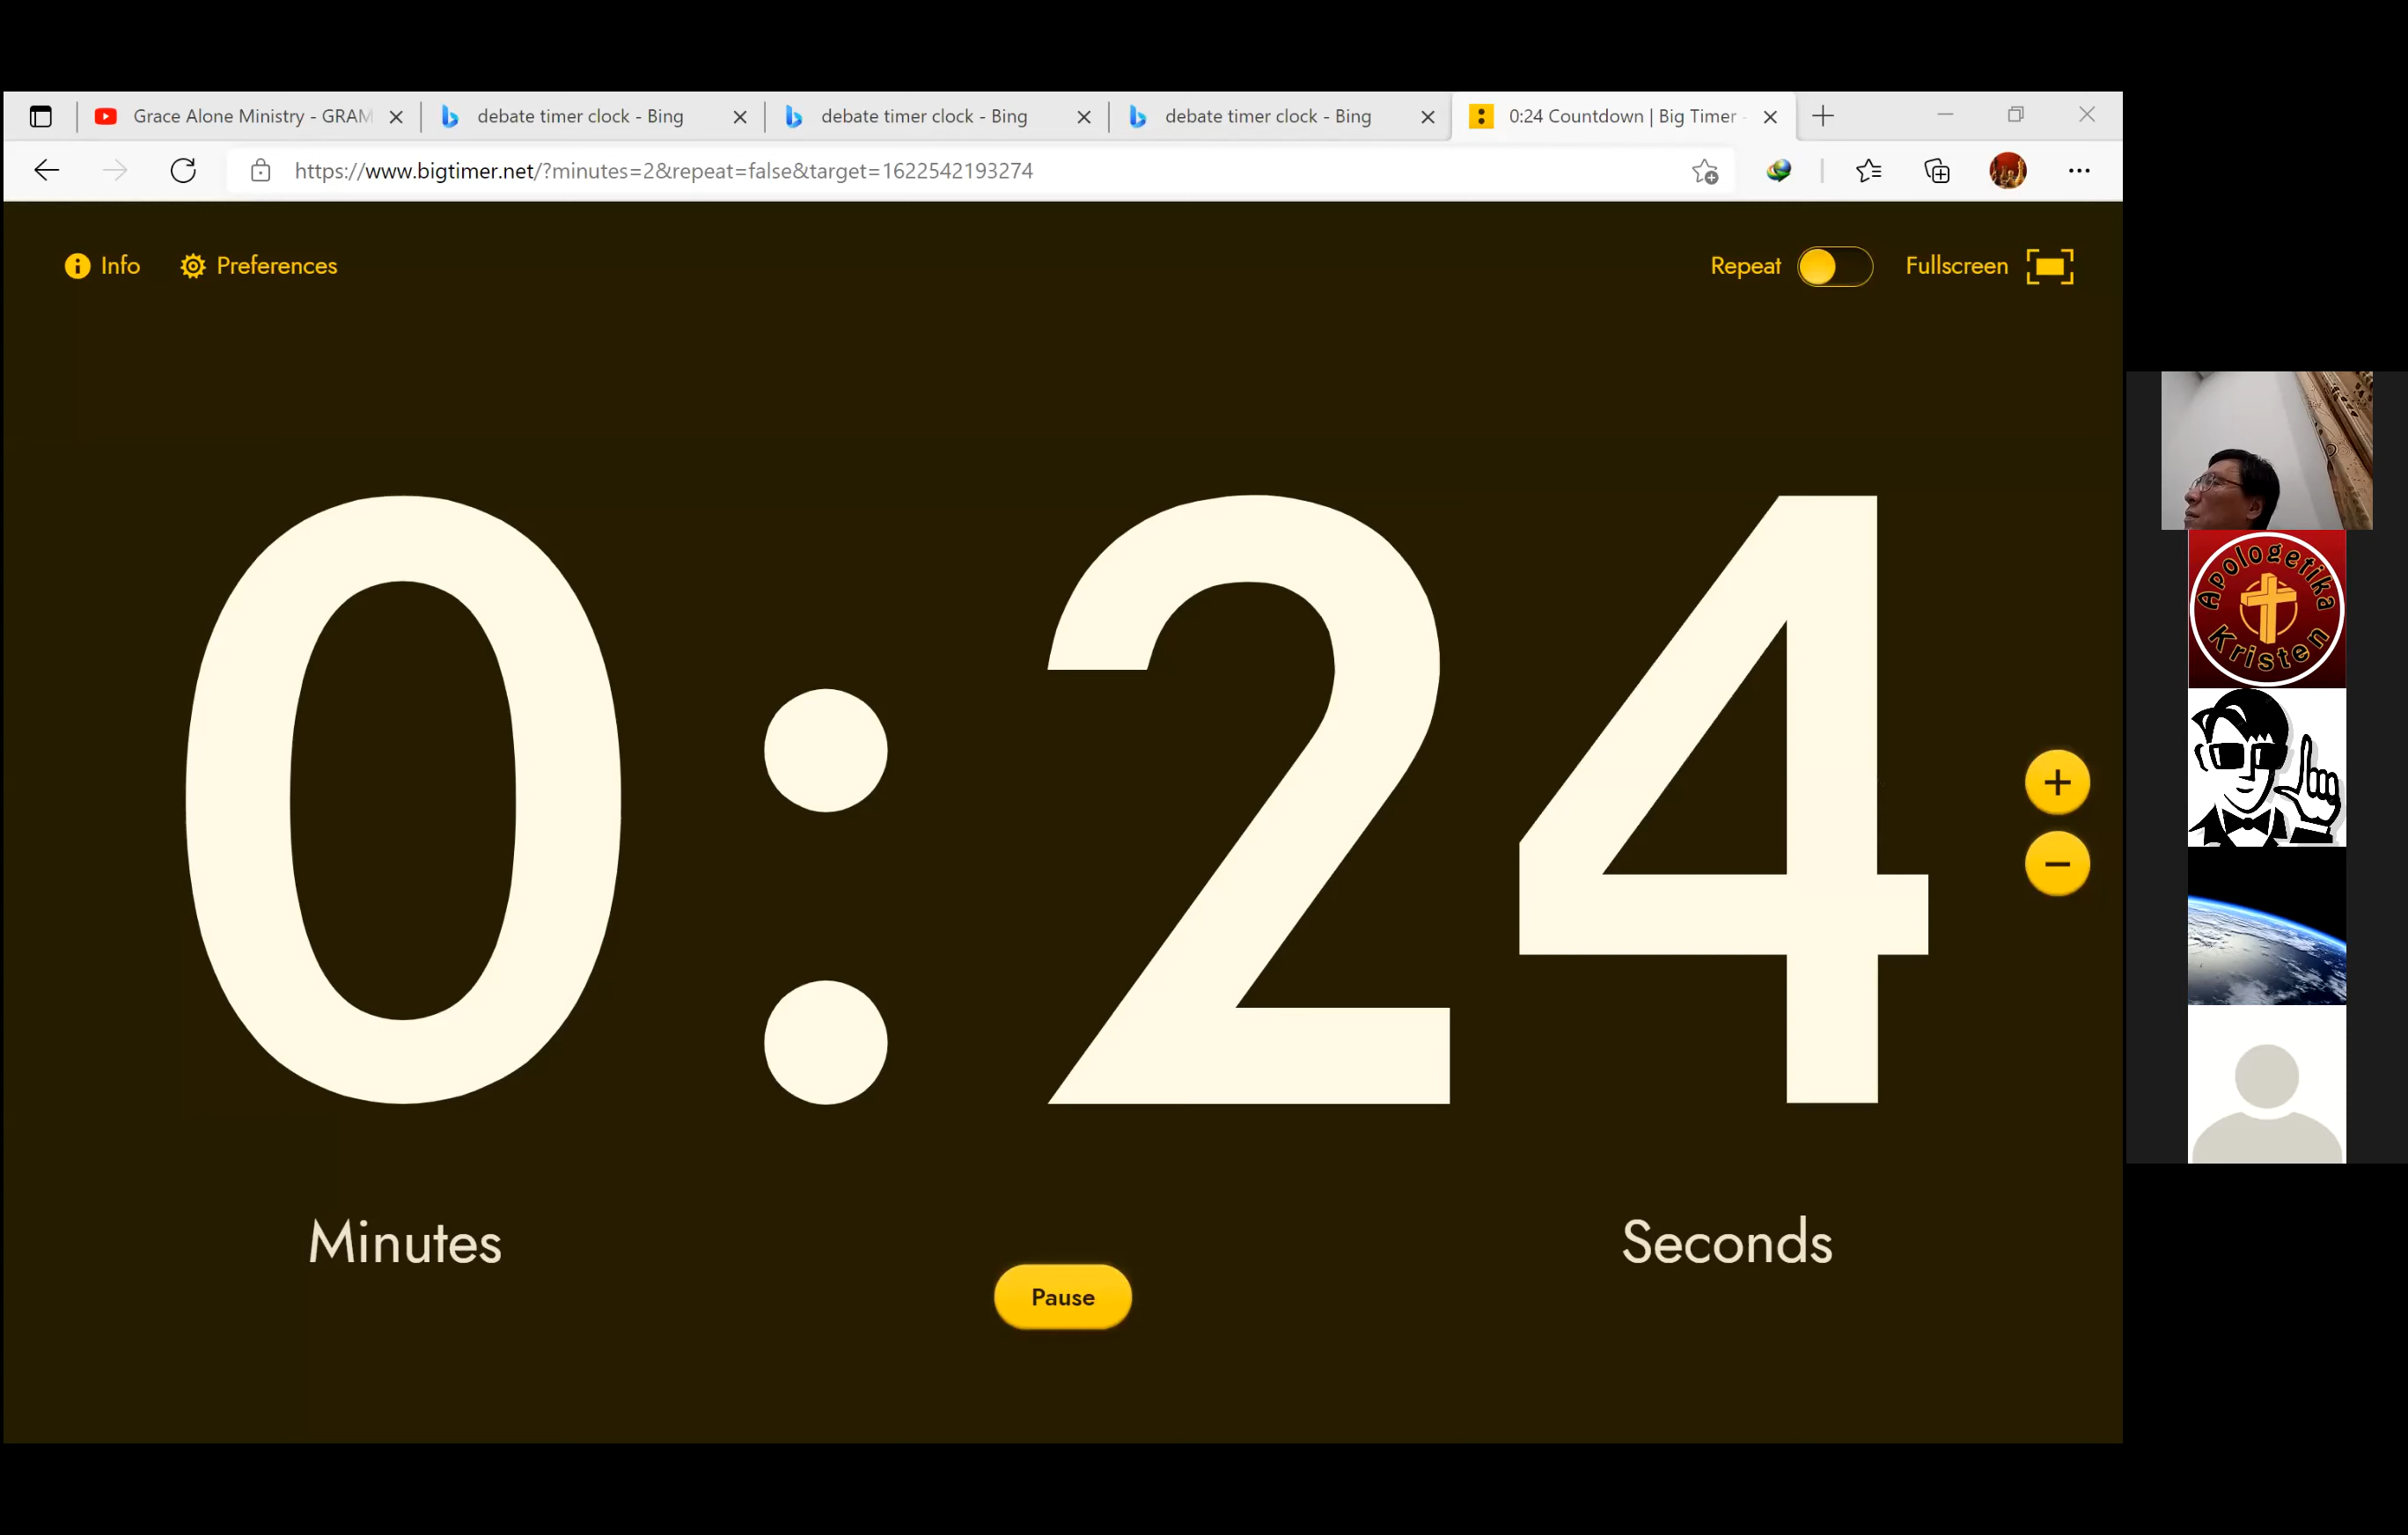 Grace Alone Ministry - GRAM
debate timer clock - Bing
debate timer clock - Bing
debate timer clock - Bing
0:24 Countdown | Big Timer -
https://www.bigtimer.net/?minutes=2&repeat=false&target=1622542193274
Info
Preferences
Repeat
Fullscreen
0:24
Minutes
Seconds
Pause
Apologetika
Kristen